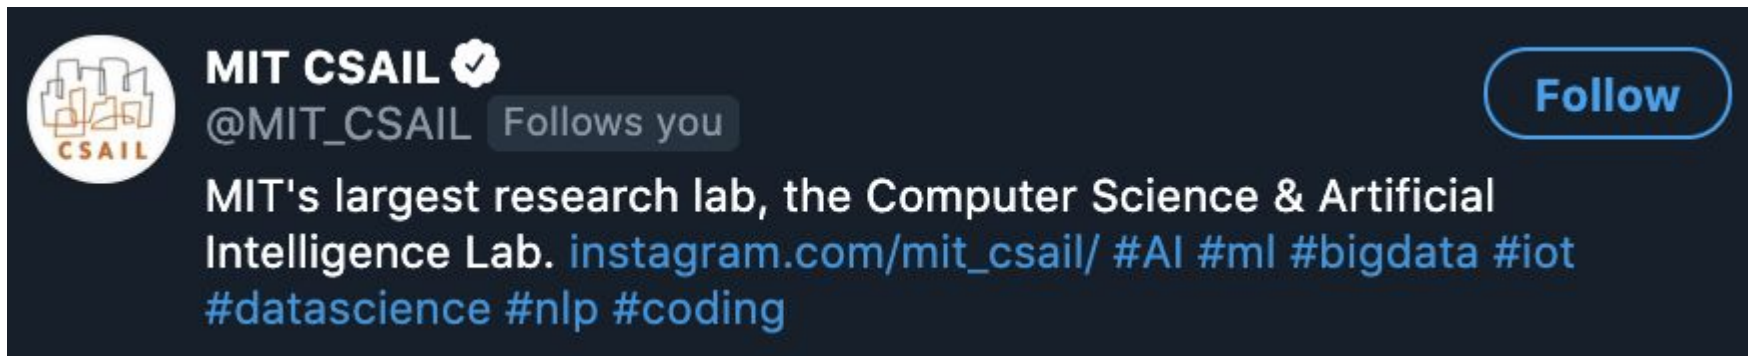 MIT CSAIL
@MIT_CSAIL Follows you
Follow
CSAIL
MIT's largest research lab, the Computer Science & Artificial
Intelligence Lab. instagram.com/mit_csail/ #AI #ml #bigdata #iot
#datascience #nlp #coding